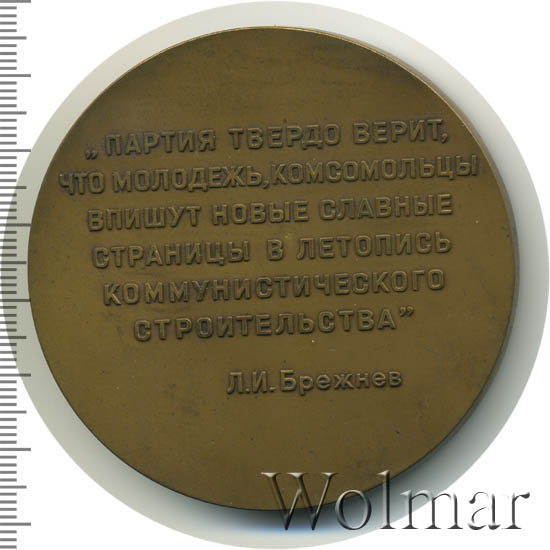 „ПАРТИЯ ТВЕРДО ВЕРИТ,
ЧТО МОЛОДЕЖЬ, КОМСОМОЛЬЦЫ
ВПИШУТ НОВЫЕ СЛАВНЫЕ
СТРАНИЦЫ В ЛЕТОПИСЬ
КОММУНИСТИЧЕСКОГО
СТРОИТЕЛЬСТВА”
Л.И. Брежнев
Wolmar